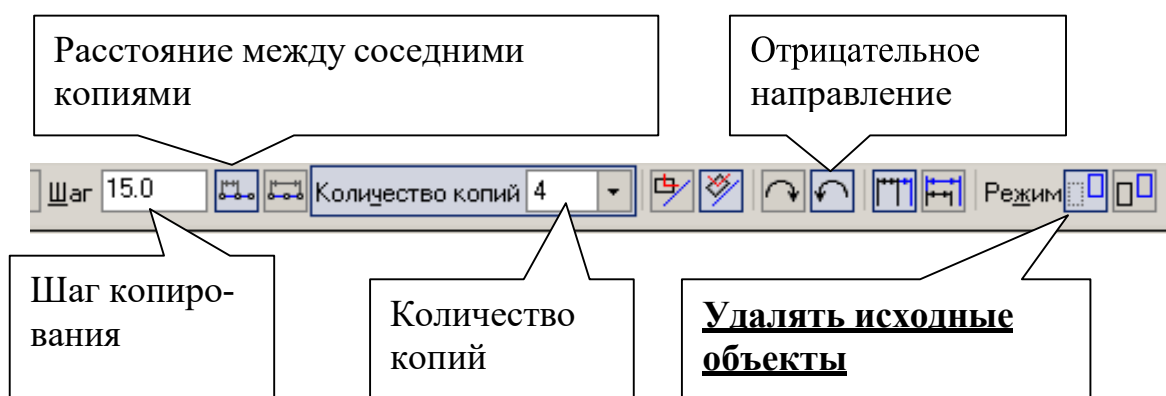 Расстояние между соседними
копиями
Отрицательное
направление
Шаг 15.0 Количество копий 4 Режим
Шаг копиро-
вания
Количество
копий
Удалять исходные
объекты